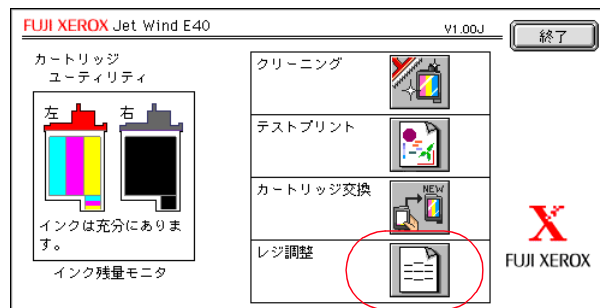 FUJI XEROX Jet Wind E40
V1.00J
終了
カートリッジ
ユーティリティ
左
右
インクは充分にありま
す。
インク残量モニタ
クリーニング
テストプリント
カートリッジ交換
NEW
レジ調整
X
FUJI XEROX